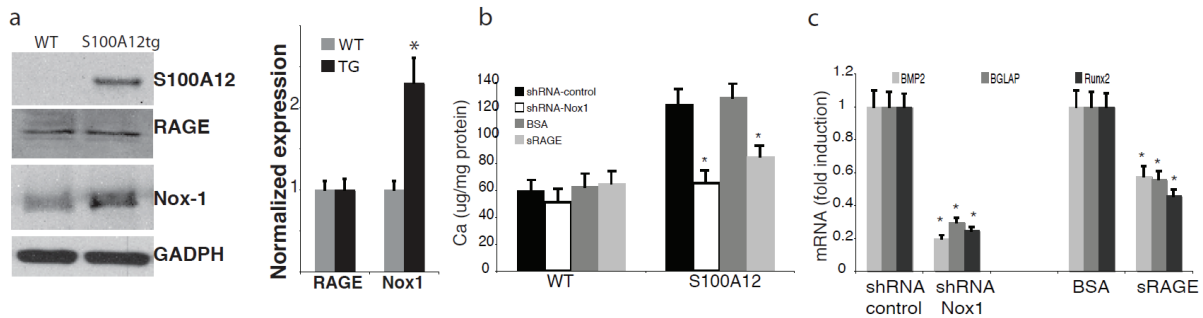 a
WT
S100A12tg
S100A12
RAGE
Nox-1
GADPH
Normalized expression
WT
TG
*
2
1
RAGE
Nox1
b
Ca (ug/mg protein)
140
120
100
80
60
40
20
0
shRNA-control
shRNA-Nox1
BSA
sRAGE
*
*
WT
S100A12
c
BMP2
BGLAP
Runx2
mRNA (fold induction)
1.2
1
0.8
0.6
0.4
0.2
0
* * *
* * *
shRNA control
shRNA Nox1
BSA
sRAGE